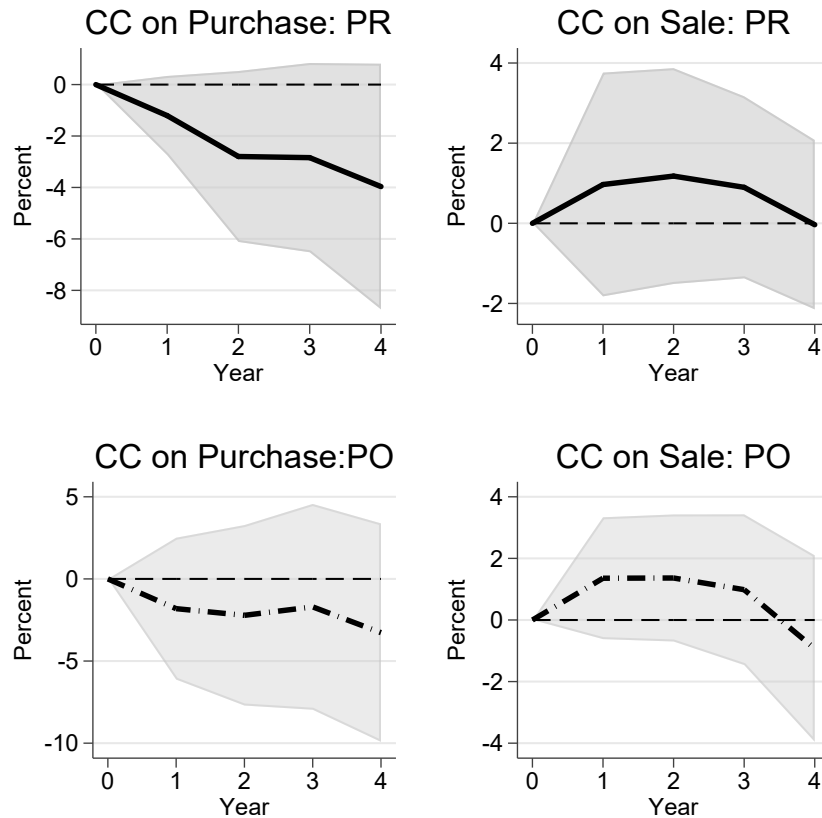 CC on Purchase: PR
0
-2
-4
-6
-8
Percent
0 1 2 3 4
Year
CC on Sale: PR
4
2
0
-2
Percent
0 1 2 3 4
Year
CC on Purchase:PO
5
0
-5
-10
Percent
0 1 2 3 4
Year
CC on Sale: PO
4
2
0
-2
-4
Percent
0 1 2 3 4
Year